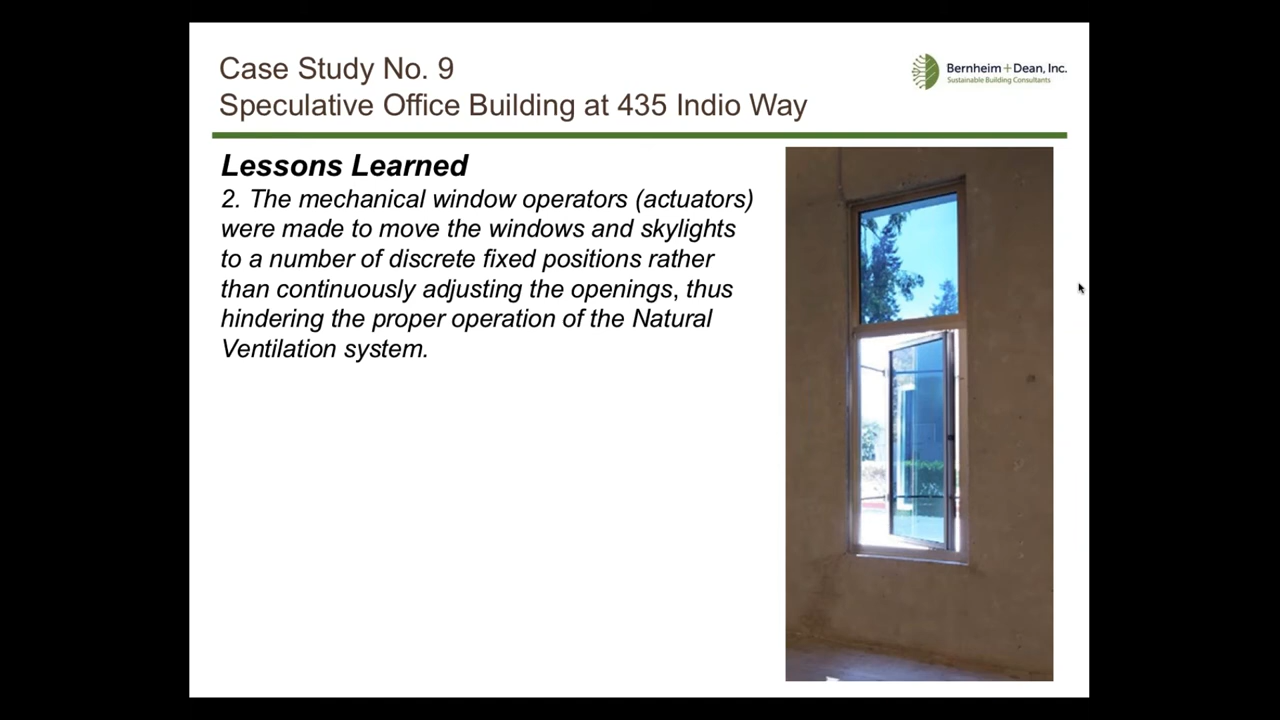 Case Study No. 9
Speculative Office Building at 435 Indio Way
Bernheim + Dean, Inc.
Sustainable Building Consultants
Lessons Learned
2. The mechanical window operators (actuators)
were made to move the windows and skylights
to a number of discrete fixed positions rather
than continuously adjusting the openings, thus
hindering the proper operation of the Natural
Ventilation system.